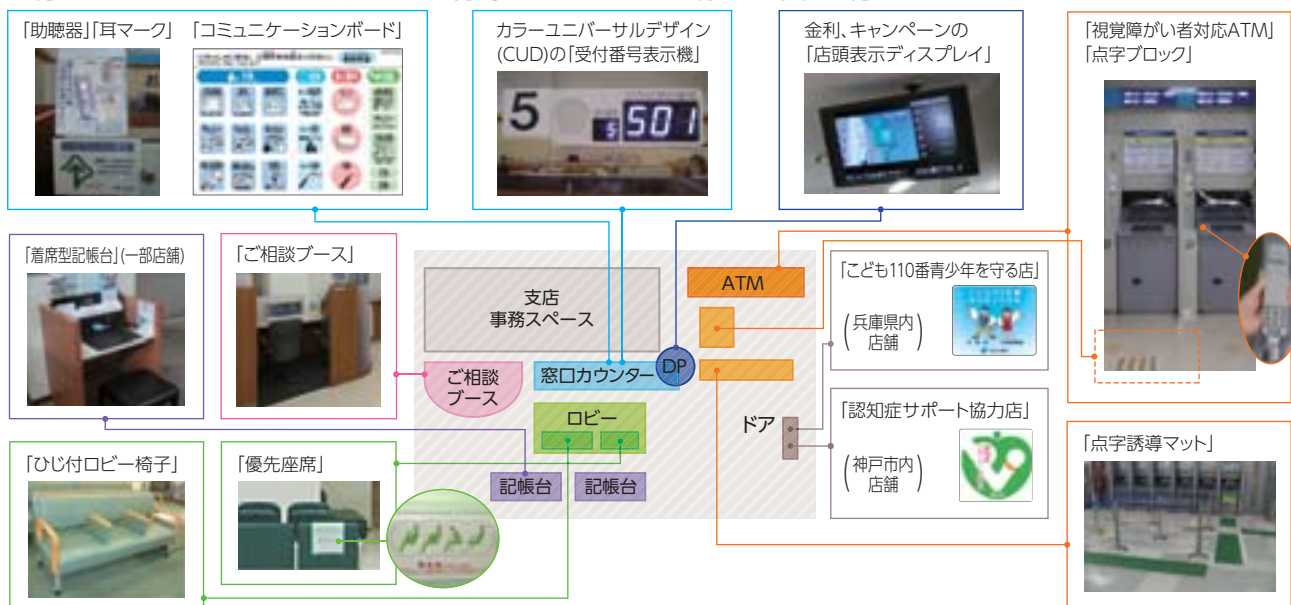 「助聴器」「耳マーク」
「コミュニケーションボード」
カラーユニバーサルデザイン
(CUD)の「受付番号表示機」
5
5 501
金利、キャンペーンの
「店頭表示ディスプレイ」
「視覚障がい者対応ATM」
「点字ブロック」
「着席型記帳台」(一部店舗)
「ご相談ブース」
支店
事務スペース
ATM
ご相談
ブース
窓口カウンター
DP
ロビー
ドア
記帳台
記帳台
「こども110番青少年を守る店」
(兵庫県内
店舗)
「認知症サポート協力店」
(神戸市内
店舗)
「ひじ付ロビー椅子」
「優先座席」
「点字誘導マット」